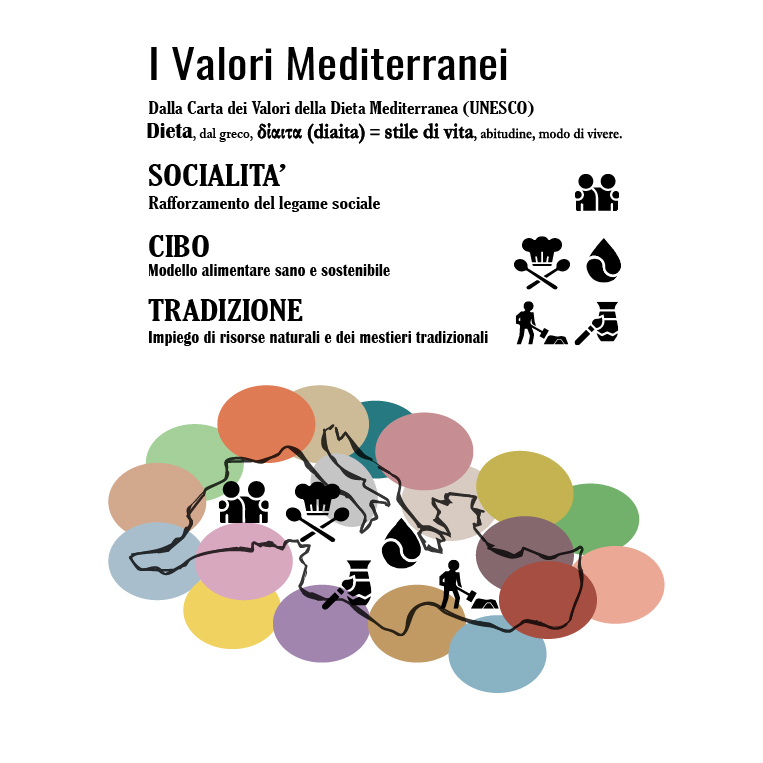 I Valori Mediterranei
Dalla Carta dei Valori della Dieta Mediterranea (UNESCO)
Dieta, dal greco, δίαιτα (diaita) = stile di vita, abitudine, modo di vivere.
SOCIALITA’
Rafforzamento del legame sociale
CIBO
Modello alimentare sano e sostenibile
TRADIZIONE
Impiego di risorse naturali e dei mestieri tradizionali